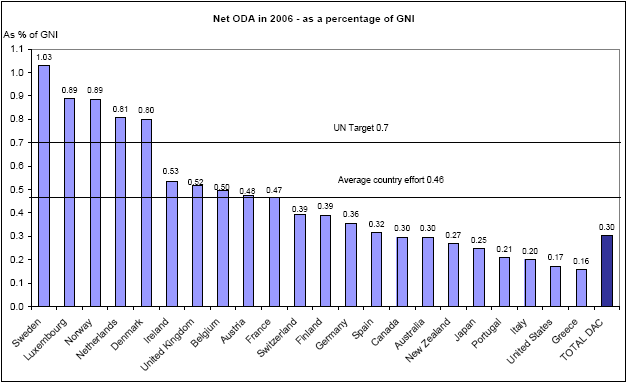 Net ODA in 2006 - as a percentage of GNI
As % of GNI
1.1
1.0
0.9
0.8
0.7
0.6
0.5
0.4
0.3
0.2
0.1
0.0
1.03
0.89
0.89
0.81
0.80
0.53
0.52
0.50
0.48
0.47
0.39
0.39
0.36
0.32
0.30
0.30
0.27
0.25
0.21
0.20
0.17
0.16
0.30
UN Target 0.7
Average country effort 0.46
Sweden
Luxembourg
Norway
Netherlands
Denmark
Ireland
United Kingdom
Belgium
Austria
France
Switzerland
Finland
Germany
Spain
Canada
Australia
New Zealand
Japan
Portugal
Italy
United States
Greece
TOTAL DAC